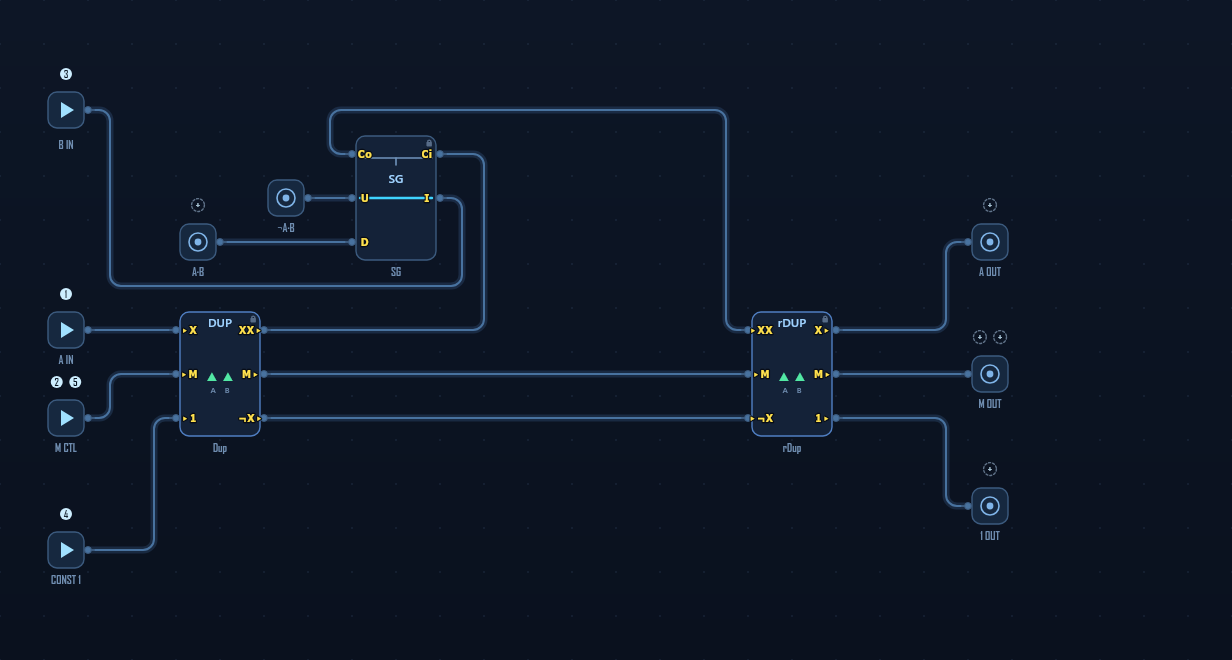 3
B IN
Co
Ci
SG
U
I
D
SG
¬A·B
+
A·B
+
A OUT
1
A IN
DUP
X
XX
M
M
A B
1
¬X
Dup
2 5
M CTL
rDUP
XX
X
M
M
A B
¬X
1
rDup
+ +
M OUT
4
CONST 1
+
1 OUT